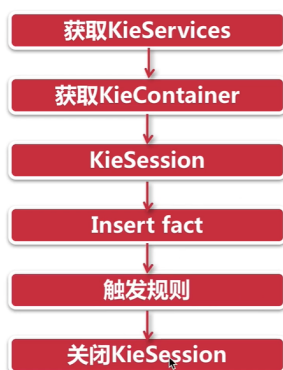 获取KieServices
获取KieContainer
KieSession
Insert fact
触发规则
关闭KieSession